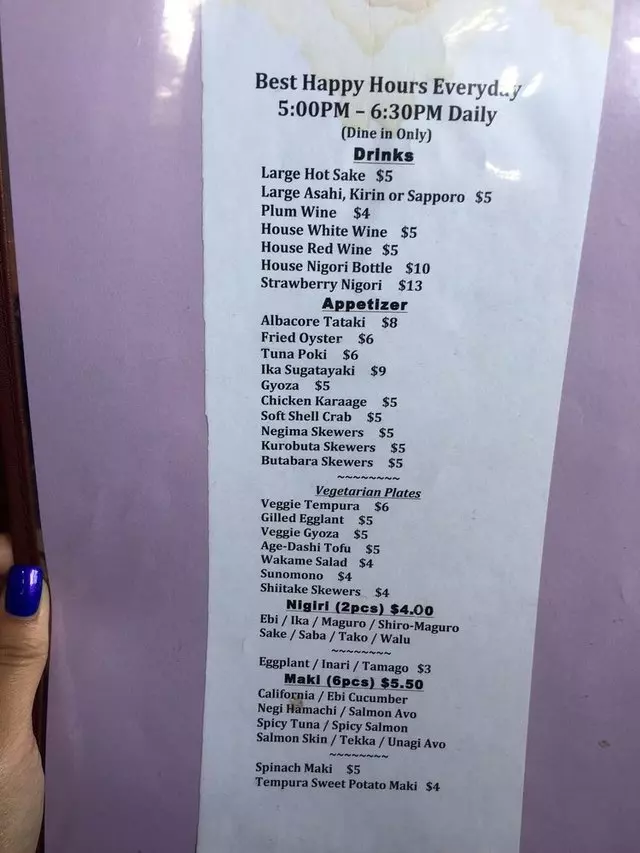 Best Happy Hours Everyday
5:00PM – 6:30PM Daily
(Dine in Only)
Drinks
Large Hot Sake $5
Large Asahi, Kirin or Sapporo $5
Plum Wine $4
House White Wine $5
House Red Wine $5
House Nigori Bottle $10
Strawberry Nigori $13
Appetizer
Albacore Tataki $8
Fried Oyster $6
Tuna Poki $6
Ika Sugatayaki $9
Gyoza $5
Chicken Karaage $5
Soft Shell Crab $5
Negima Skewers $5
Kurobuta Skewers $5
Butabara Skewers $5
~~~~~~~~
Vegetarian Plates
Veggie Tempura $6
Gilled Egglant $5
Veggie Gyoza $5
Age-Dashi Tofu $5
Wakame Salad $4
Sunomono $4
Shiitake Skewers $4
Nigiri (2pcs) $4.00
Ebi / Ika / Maguro / Shiro-Maguro
Sake / Saba / Tako / Walu
~~~~~~~~
Eggplant / Inari / Tamago $3
Maki (6pcs) $5.50
California / Ebi Cucumber
Negi Hamachi / Salmon Avo
Spicy Tuna / Spicy Salmon
Salmon Skin / Tekka / Unagi Avo
~~~~~~~~
Spinach Maki $5
Tempura Sweet Potato Maki $4